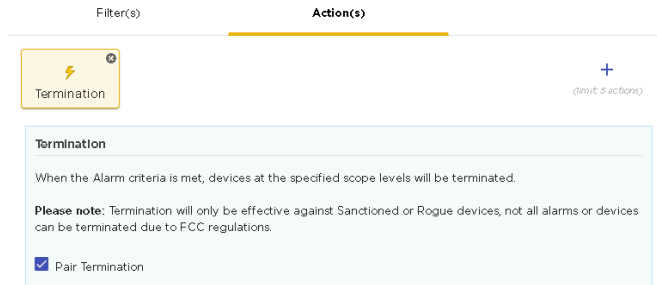 Filter(s) Action(s)
Termination
(limit: 5 actions)
Termination
When the Alarm criteria is met, devices at the specified scope levels will be terminated.
Please note: Termination will only be effective against Sanctioned or Rogue devices, not all alarms or devices
can be terminated due to FCC regulations.
Pair Termination